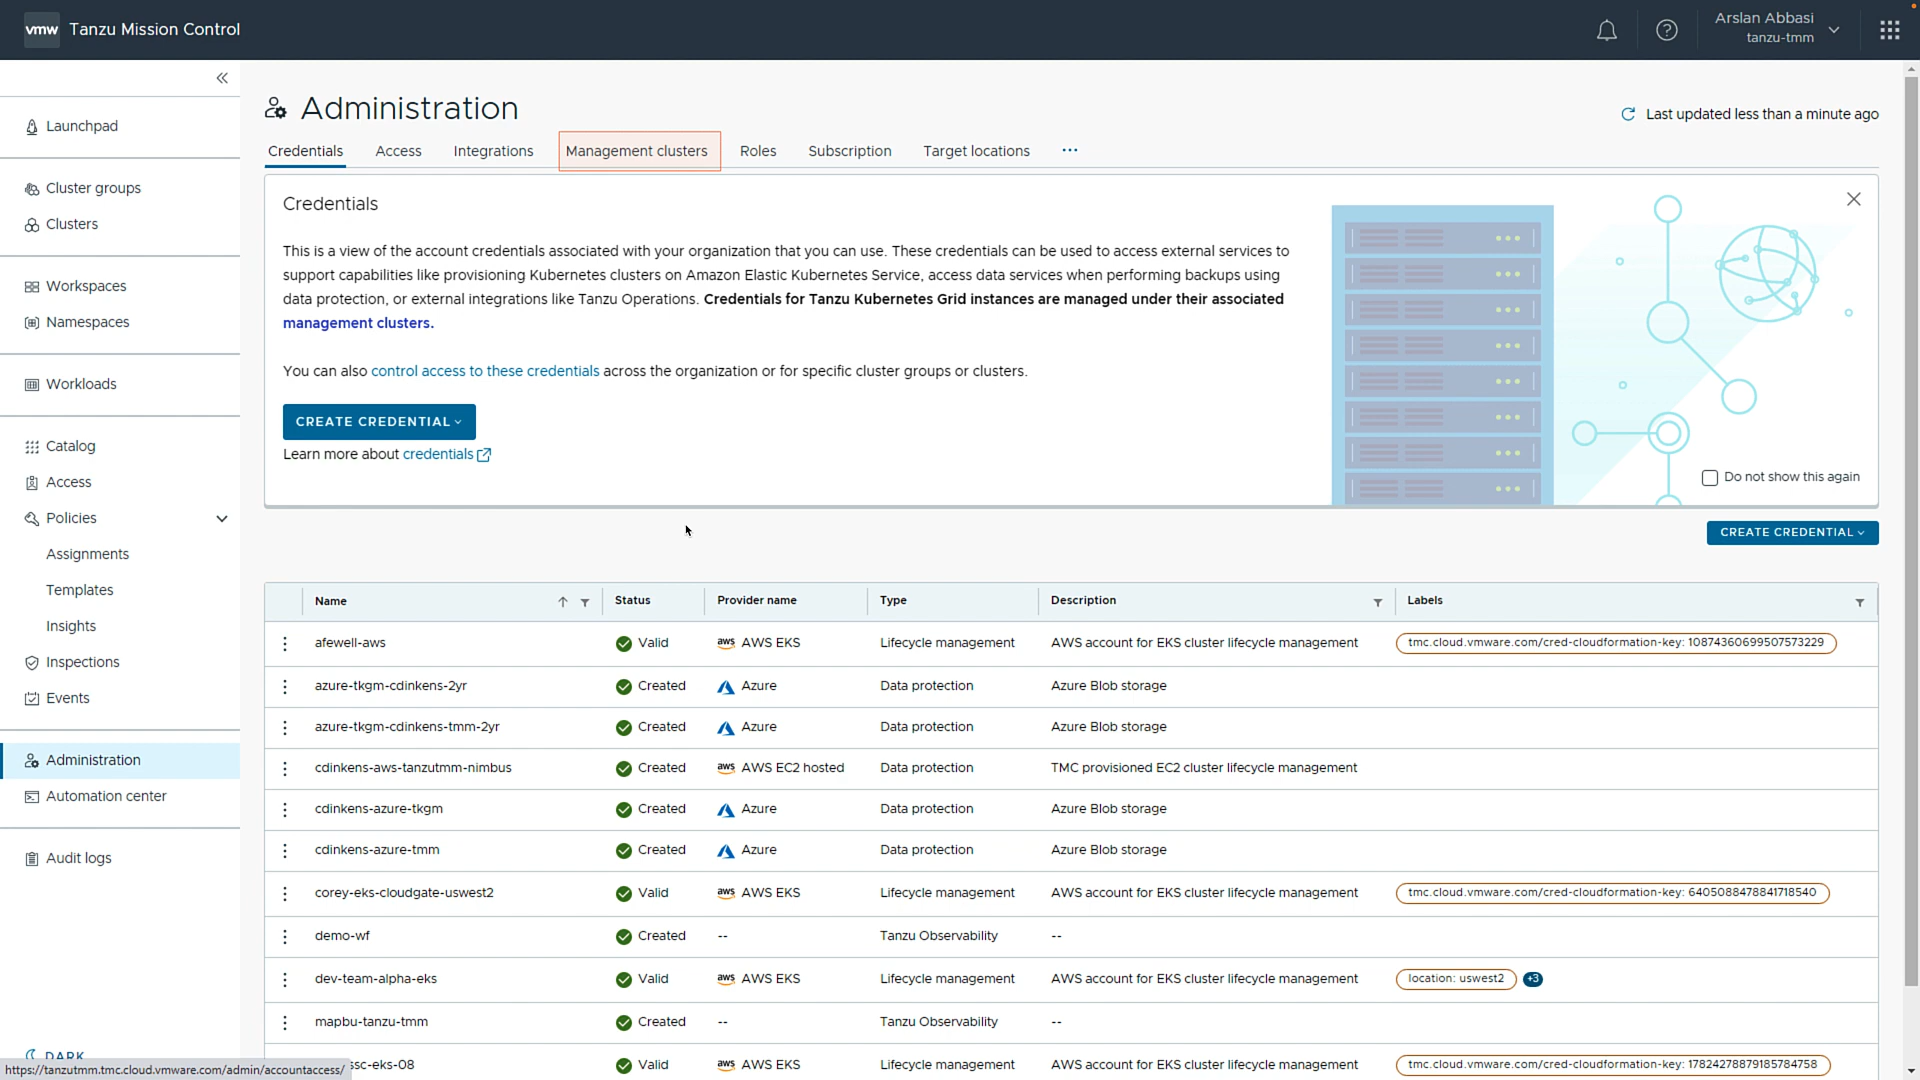 vmw Tanzu Mission Control
Arslan Abbasi
tanzu-tmm
Launchpad
Cluster groups
Clusters
Workspaces
Namespaces
Workloads
Catalog
Access
Policies
Assignments
Templates
Insights
Inspections
Events
Administration
Automation center
Audit logs
DARK
https://tanzutmm.tmc.cloud.vmware.com/admin/accountaccess/
Administration
Last updated less than a minute ago
Credentials Access Integrations Management clusters Roles Subscription Target locations ...
Credentials
This is a view of the account credentials associated with your organization that you can use. These credentials can be used to access external services to
support capabilities like provisioning Kubernetes clusters on Amazon Elastic Kubernetes Service, access data services when performing backups using
data protection, or external integrations like Tanzu Operations. Credentials for Tanzu Kubernetes Grid instances are managed under their associated
management clusters.
You can also control access to these credentials across the organization or for specific cluster groups or clusters.
CREATE CREDENTIAL
Learn more about credentials
Do not show this again
CREATE CREDENTIAL
Name Status Provider name Type Description Labels
afewell-aws Valid aws AWS EKS Lifecycle management AWS account for EKS cluster lifecycle management tmc.cloud.vmware.com/cred-cloudformation-key: 10874360699507573229
azure-tkgm-cdinkens-2yr Created Azure Data protection Azure Blob storage
azure-tkgm-cdinkens-tmm-2yr Created Azure Data protection Azure Blob storage
cdinkens-aws-tanzutmm-nimbus Created aws AWS EC2 hosted Data protection TMC provisioned EC2 cluster lifecycle management
cdinkens-azure-tkgm Created Azure Data protection Azure Blob storage
cdinkens-azure-tmm Created Azure Data protection Azure Blob storage
corey-eks-cloudgate-uswest2 Valid aws AWS EKS Lifecycle management AWS account for EKS cluster lifecycle management tmc.cloud.vmware.com/cred-cloudformation-key: 6405088478841718540
demo-wf Created -- Tanzu Observability --
dev-team-alpha-eks Valid aws AWS EKS Lifecycle management AWS account for EKS cluster lifecycle management location: uswest2 +3
mapbu-tanzu-tmm Created -- Tanzu Observability --
ssc-eks-08 Valid aws AWS EKS Lifecycle management AWS account for EKS cluster lifecycle management tmc.cloud.vmware.com/cred-cloudformation-key: 17824278879185784758